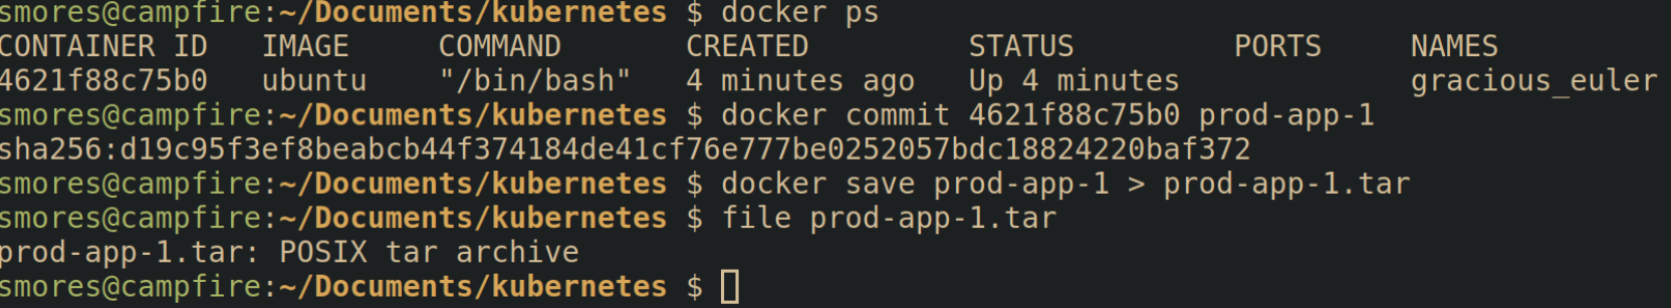 smores@campfire:~/Documents/kubernetes $ docker ps
CONTAINER ID   IMAGE     COMMAND       CREATED         STATUS         PORTS     NAMES
4621f88c75b0   ubuntu    "/bin/bash"   4 minutes ago   Up 4 minutes             gracious_euler
smores@campfire:~/Documents/kubernetes $ docker commit 4621f88c75b0 prod-app-1
sha256:d19c95f3ef8beabcb44f374184de41cf76e777be0252057bdc18824220baf372
smores@campfire:~/Documents/kubernetes $ docker save prod-app-1 > prod-app-1.tar
smores@campfire:~/Documents/kubernetes $ file prod-app-1.tar
prod-app-1.tar: POSIX tar archive
smores@campfire:~/Documents/kubernetes $